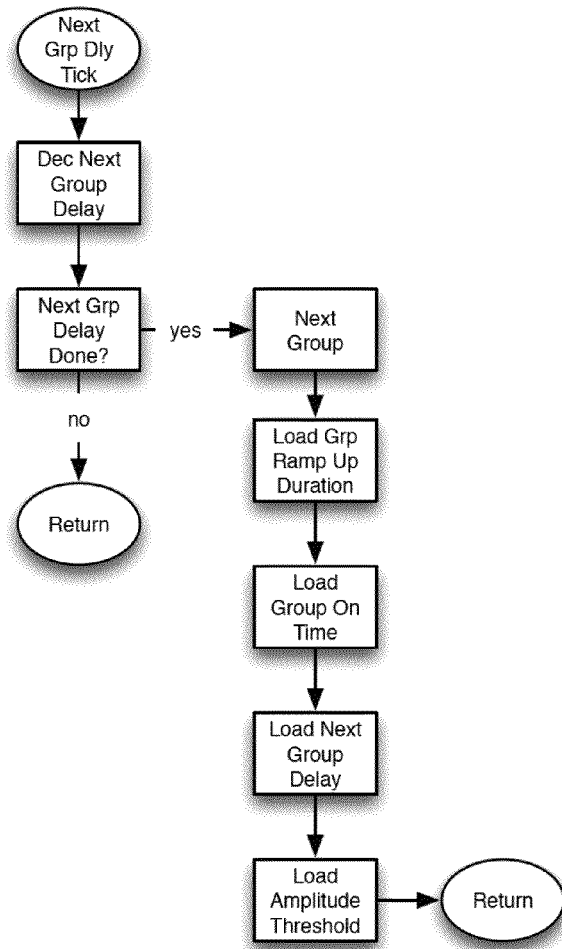 Next
Grp Dly
Tick
Dec Next
Group
Delay
Next Grp
Delay
Done?
yes
Next
Group
no
Load Grp
Ramp Up
Duration
Return
Load
Group On
Time
Load Next
Group
Delay
Load
Amplitude
Threshold
Return